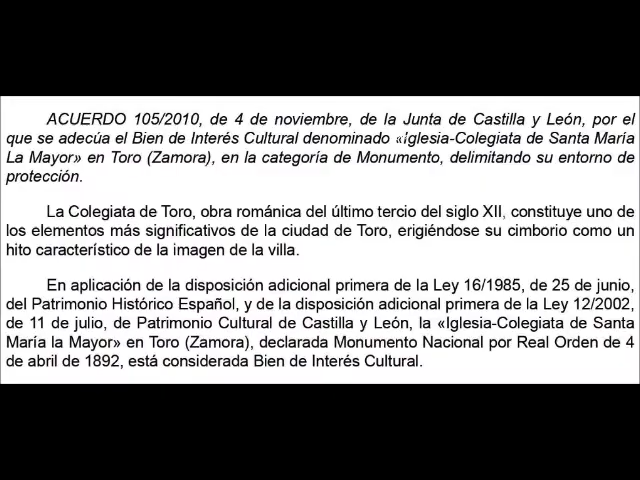 ACUERDO 105/2010, de 4 de noviembre, de la Junta de Castilla y León, por el
que se adecúa el Bien de Interés Cultural denominado «Iglesia-Colegiata de Santa María
La Mayor» en Toro (Zamora), en la categoría de Monumento, delimitando su entorno de
protección.
La Colegiata de Toro, obra románica del último tercio del siglo XII, constituye uno de
los elementos más significativos de la ciudad de Toro, erigiéndose su cimborio como un
hito característico de la imagen de la villa.
En aplicación de la disposición adicional primera de la Ley 16/1985, de 25 de junio,
del Patrimonio Histórico Español, y de la disposición adicional primera de la Ley 12/2002,
de 11 de julio, de Patrimonio Cultural de Castilla y León, la «Iglesia-Colegiata de Santa
María la Mayor» en Toro (Zamora), declarada Monumento Nacional por Real Orden de 4
de abril de 1892, está considerada Bien de Interés Cultural.